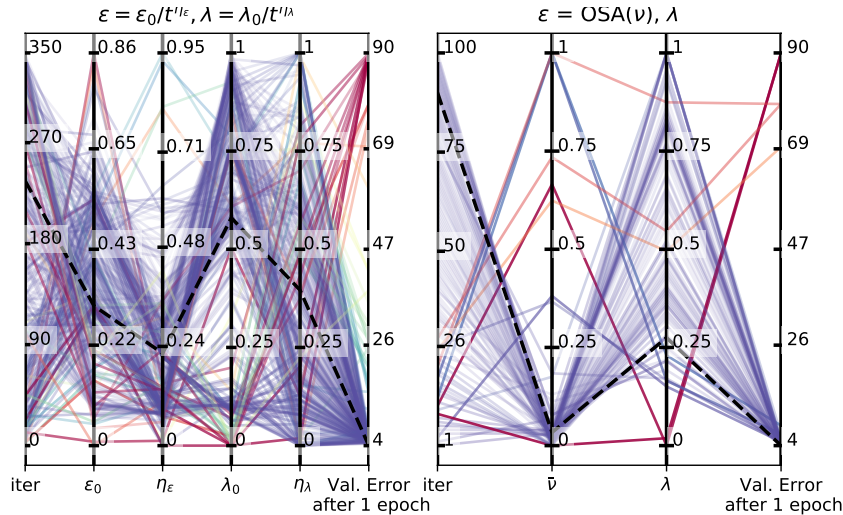 ε = ε₀/t^ηε, λ = λ₀/t^ηλ
350 0.86 0.95 1 1 90
270 0.65 0.71 0.75 0.75 69
180 0.43 0.48 0.5 0.5 47
90 0.22 0.24 0.25 0.25 26
0 0 0 0 0 4
iter ε₀ ηε λ₀ ηλ Val. Error
after 1 epoch
ε = OSA(ν), λ
100 1 1 90
75 0.75 0.75 69
50 0.5 0.5 47
26 0.25 0.25 26
1 0 0 4
iter ν̄ λ Val. Error
after 1 epoch